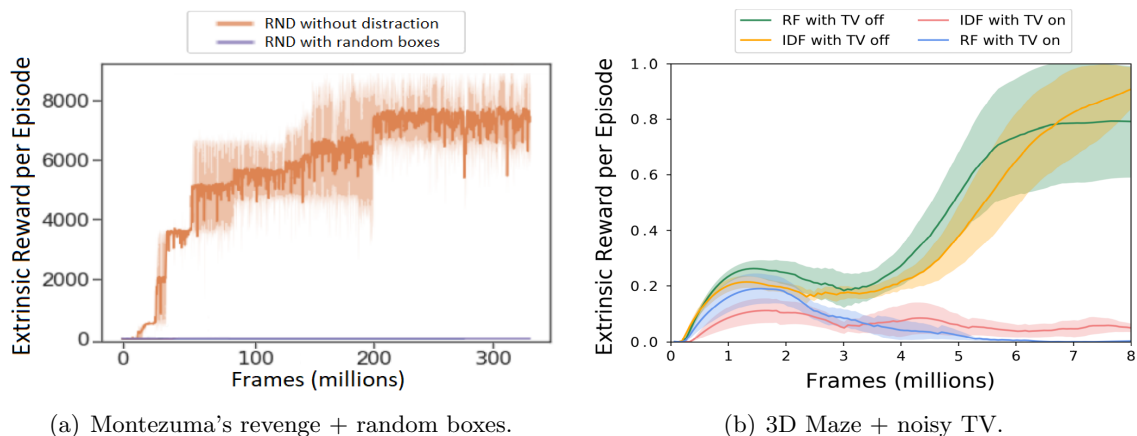 RND without distraction
RND with random boxes
Extrinsic Reward per Episode
8000
6000
4000
2000
0
0 100 200 300
Frames (millions)
(a) Montezuma's revenge + random boxes.
RF with TV off IDF with TV on
IDF with TV off RF with TV on
Extrinsic Reward per Episode
1.0
0.8
0.6
0.4
0.2
0.0
0 1 2 3 4 5 6 7 8
Frames (millions)
(b) 3D Maze + noisy TV.